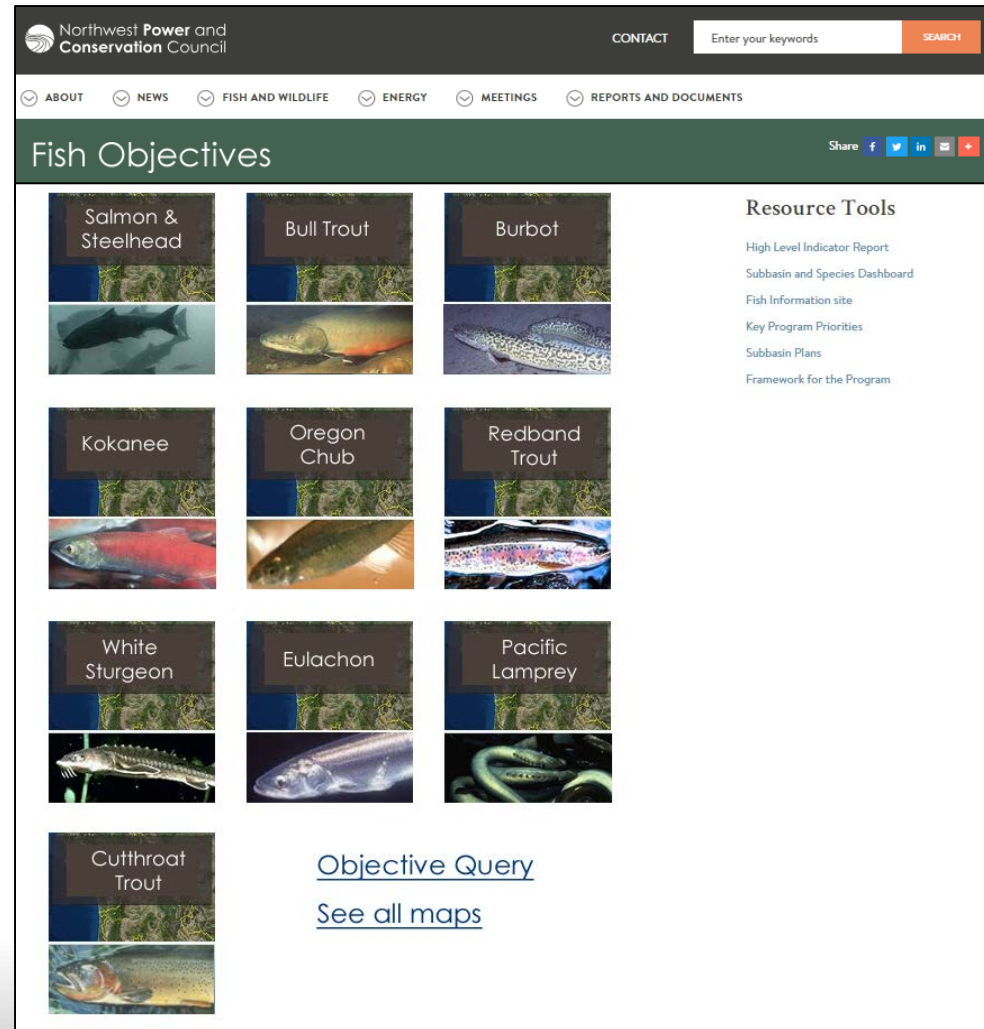 Northwest Power and
Conservation Council
CONTACT
Enter your keywords
SEARCH
ABOUT
NEWS
FISH AND WILDLIFE
ENERGY
MEETINGS
REPORTS AND DOCUMENTS
Fish Objectives
Share
Salmon &
Steelhead
Bull Trout
Burbot
Kokanee
Oregon
Chub
Redband
Trout
White
Sturgeon
Eulachon
Pacific
Lamprey
Cutthroat
Trout
Objective Query
See all maps
Resource Tools
High Level Indicator Report
Subbasin and Species Dashboard
Fish Information site
Key Program Priorities
Subbasin Plans
Framework for the Program